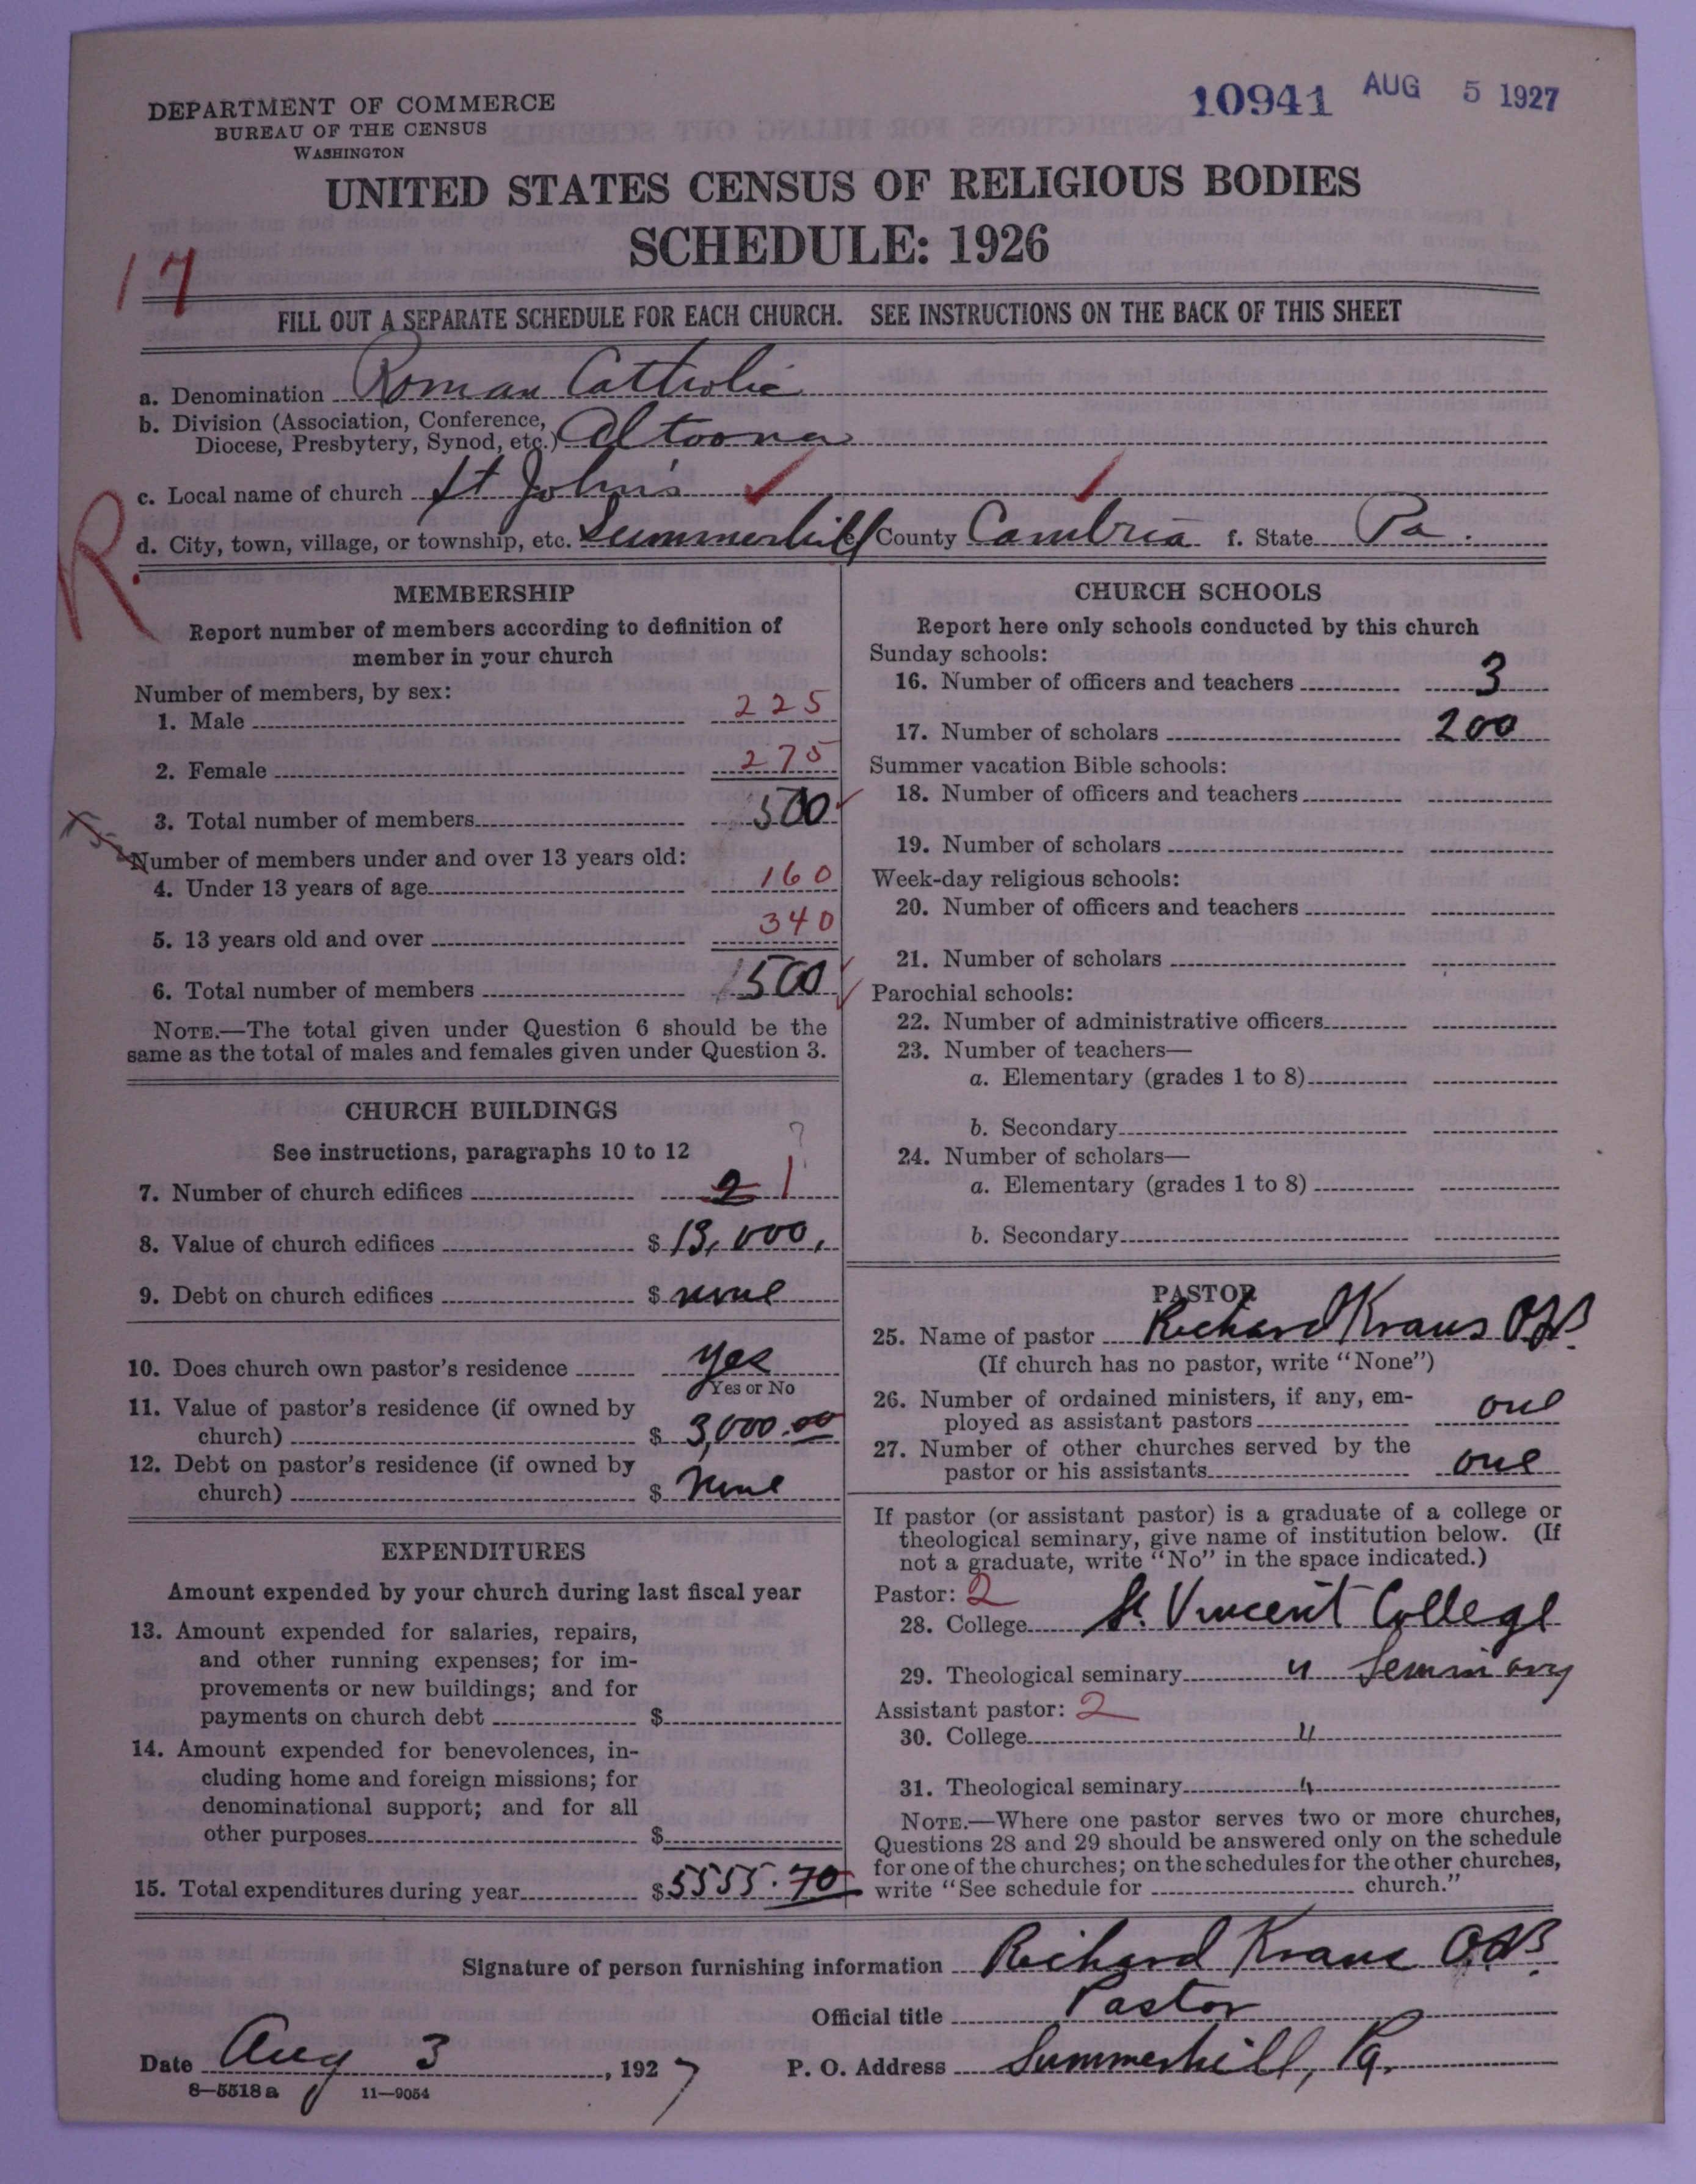 DEPARTMENT OF COMMERCE
BUREAU OF THE CENSUS
WASHINGTON
10941 AUG 5 1927
UNITED STATES CENSUS OF RELIGIOUS BODIES
SCHEDULE: 1926
17
FILL OUT A SEPARATE SCHEDULE FOR EACH CHURCH. SEE INSTRUCTIONS ON THE BACK OF THIS SHEET
a. Denomination Roman Catholic
b. Division (Association, Conference,
Diocese, Presbytery, Synod, etc.) Altoona
c. Local name of church St John's
R.
d. City, town, village, or township, etc. Summerhill e. County Cambria f. State Pa.
MEMBERSHIP
Report number of members according to definition of
member in your church
Number of members, by sex:
1. Male 225
2. Female 275
3. Total number of members 500
Number of members under and over 13 years old:
4. Under 13 years of age 160
5. 13 years old and over 340
6. Total number of members 500
NOTE.—The total given under Question 6 should be the
same as the total of males and females given under Question 3.
CHURCH BUILDINGS
See instructions, paragraphs 10 to 12
?
7. Number of church edifices 2 1
8. Value of church edifices $ 13,000,
9. Debt on church edifices $ none
10. Does church own pastor's residence yes
Yes or No
11. Value of pastor's residence (if owned by
church) $ 3,000.00
12. Debt on pastor's residence (if owned by
church) $ none
EXPENDITURES
Amount expended by your church during last fiscal year
13. Amount expended for salaries, repairs,
and other running expenses; for im-
provements or new buildings; and for
payments on church debt $
14. Amount expended for benevolences, in-
cluding home and foreign missions; for
denominational support; and for all
other purposes $
15. Total expenditures during year $ 5555.70
CHURCH SCHOOLS
Report here only schools conducted by this church
Sunday schools:
16. Number of officers and teachers 3
17. Number of scholars 200
Summer vacation Bible schools:
18. Number of officers and teachers
19. Number of scholars
Week-day religious schools:
20. Number of officers and teachers
21. Number of scholars
Parochial schools:
22. Number of administrative officers
23. Number of teachers—
a. Elementary (grades 1 to 8)
b. Secondary
24. Number of scholars—
a. Elementary (grades 1 to 8)
b. Secondary
PASTOR
25. Name of pastor Richard Kraus OSB.
(If church has no pastor, write "None")
26. Number of ordained ministers, if any, em-
ployed as assistant pastors one
27. Number of other churches served by the
pastor or his assistants one
If pastor (or assistant pastor) is a graduate of a college or
theological seminary, give name of institution below. (If
not a graduate, write "No" in the space indicated.)
Pastor: 2
28. College St. Vincent College
29. Theological seminary " Seminary
Assistant pastor: 2
30. College "
31. Theological seminary "
NOTE.—Where one pastor serves two or more churches,
Questions 28 and 29 should be answered only on the schedule
for one of the churches; on the schedules for the other churches,
write "See schedule for church."
Signature of person furnishing information Richard Kraus O.S.B.
Official title Pastor
Date Aug 3, 1927 P. O. Address Summerhill, Pa.
8—5518 a 11—9054